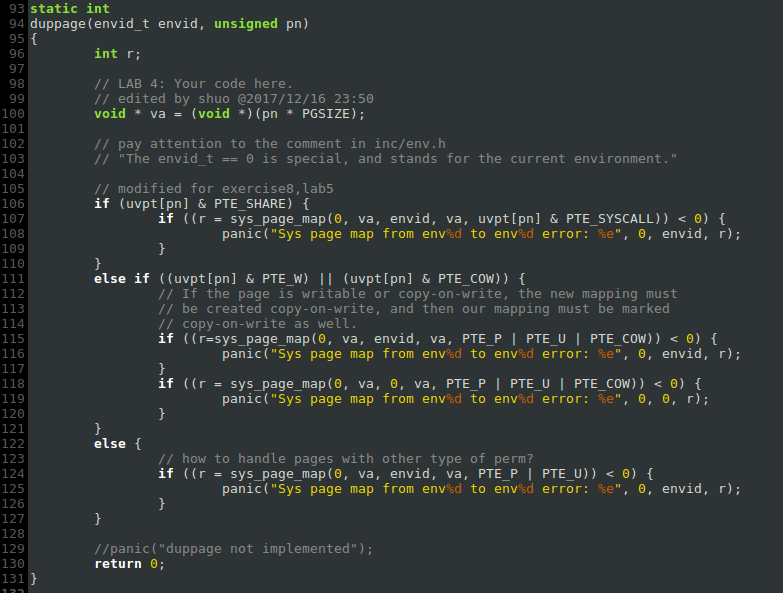 93 static int
94 duppage(envid_t envid, unsigned pn)
95 {
96         int r;
97
98         // LAB 4: Your code here.
99         // edited by shuo @2017/12/16 23:50
100         void * va = (void *)(pn * PGSIZE);
101
102         // pay attention to the comment in inc/env.h
103         // "The envid_t == 0 is special, and stands for the current environment."
104
105         // modified for exercise8,lab5
106         if (uvpt[pn] & PTE_SHARE) {
107                 if ((r = sys_page_map(0, va, envid, va, uvpt[pn] & PTE_SYSCALL)) < 0) {
108                         panic("Sys page map from env%d to env%d error: %e", 0, envid, r);
109                 }
110         }
111         else if ((uvpt[pn] & PTE_W) || (uvpt[pn] & PTE_COW)) {
112                 // If the page is writable or copy-on-write, the new mapping must
113                 // be created copy-on-write, and then our mapping must be marked
114                 // copy-on-write as well.
115                 if ((r=sys_page_map(0, va, envid, va, PTE_P | PTE_U | PTE_COW)) < 0) {
116                         panic("Sys page map from env%d to env%d error: %e", 0, envid, r);
117                 }
118                 if ((r = sys_page_map(0, va, 0, va, PTE_P | PTE_U | PTE_COW)) < 0) {
119                         panic("Sys page map from env%d to env%d error: %e", 0, 0, r);
120                 }
121         }
122         else {
123                 // how to handle pages with other type of perm?
124                 if ((r = sys_page_map(0, va, envid, va, PTE_P | PTE_U)) < 0) {
125                         panic("Sys page map from env%d to env%d error: %e", 0, envid, r);
126                 }
127         }
128
129         //panic("duppage not implemented");
130         return 0;
131 }